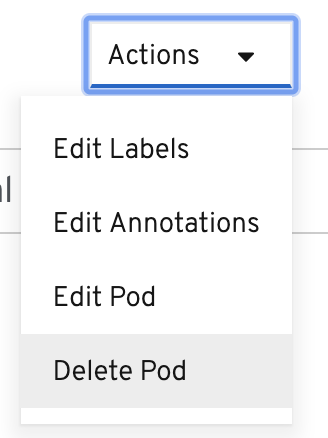 Actions
Edit Labels
Edit Annotations
Edit Pod
Delete Pod